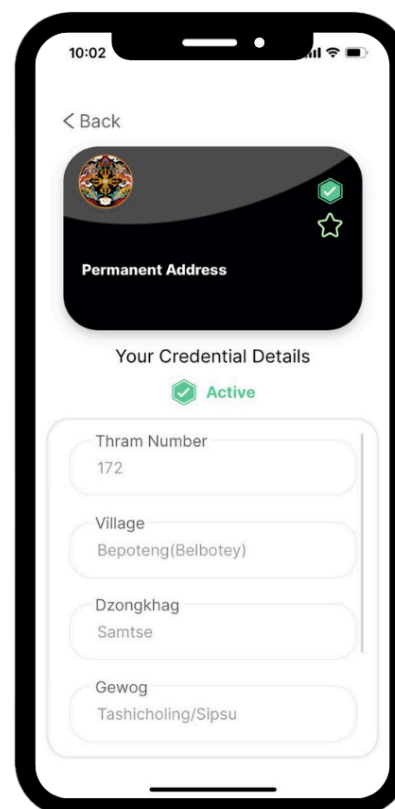 10:02
Back
Permanent Address
Your Credential Details
Active
Thram Number
172
Village
Bepoteng(Belbotey)
Dzongkhag
Samtse
Gewog
Tashicholing/Sipsu